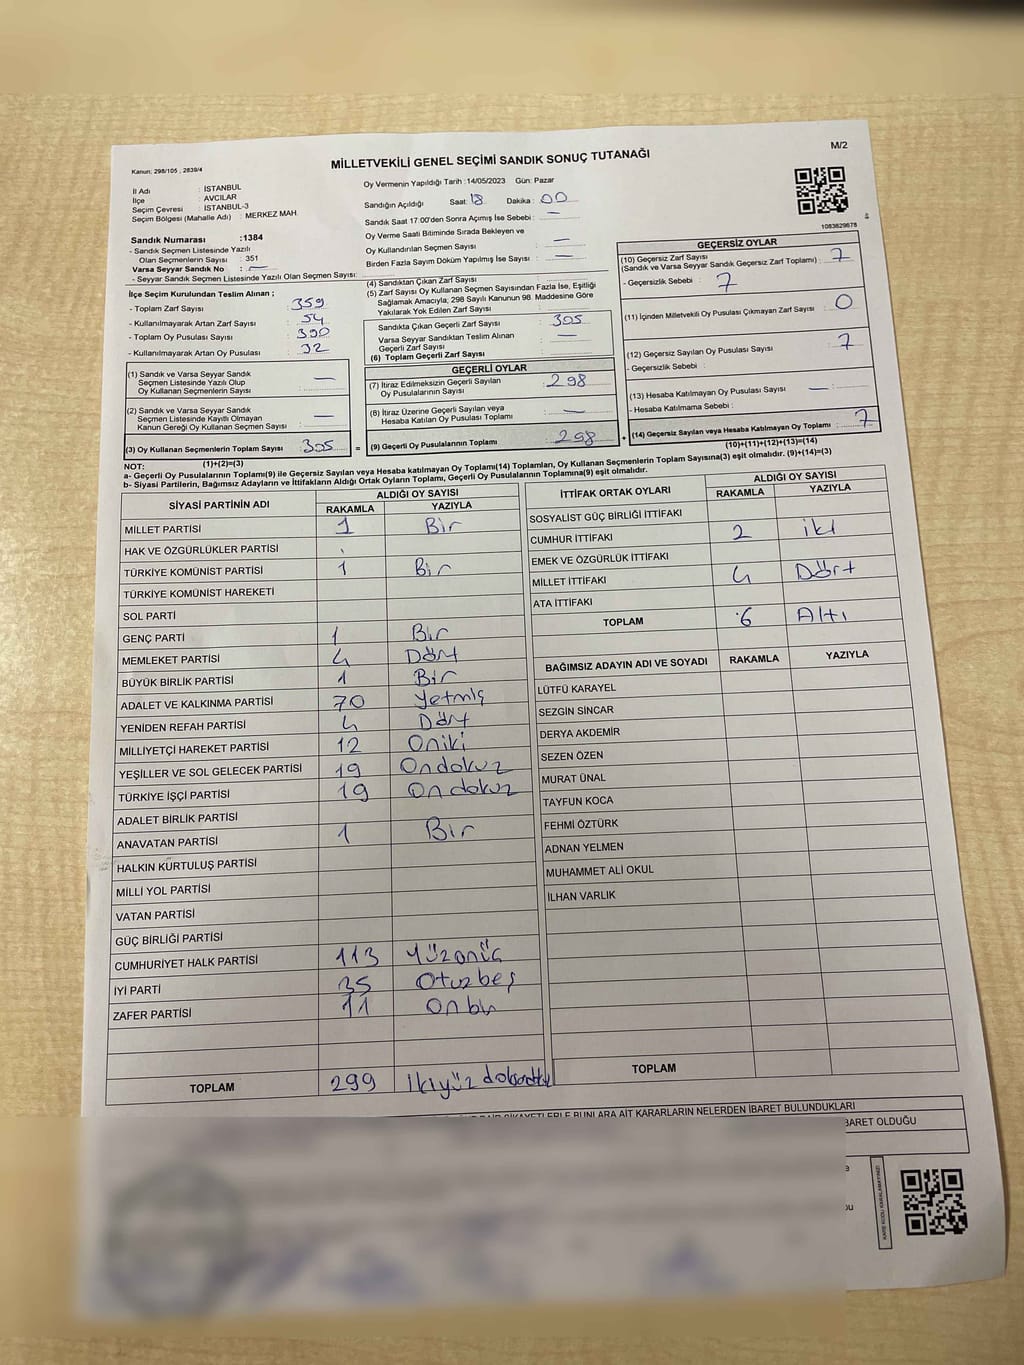 M/2
MİLLETVEKİLİ GENEL SEÇİMİ SANDIK SONUÇ TUTANAĞI
Kanun: 298/105 , 2839/4
İl Adı : İSTANBUL
İlçe : AVCILAR
Seçim Çevresi : İSTANBUL-3
Seçim Bölgesi (Mahalle Adı) : MERKEZ MAH.
Sandık Numarası :1384
- Sandık Seçmen Listesinde Yazılı
Olan Seçmenlerin Sayısı : 351
Varsa Seyyar Sandık No : —
- Seyyar Sandık Seçmen Listesinde Yazılı Olan Seçmen Sayısı:
Oy Vermenin Yapıldığı Tarih :14/05/2023 Gün: Pazar
Sandığın Açıldığı Saat: 18 Dakika : 00
Sandık Saat 17:00'den Sonra Açımış İse Sebebi : —
Oy Verme Saati Bitiminde Sırada Bekleyen ve
Oy Kullandırılan Seçmen Sayısı : —
Birden Fazla Sayım Döküm Yapılmış İse Sayısı : —
1083629678
İlçe Seçim Kurulundan Teslim Alınan ;
- Toplam Zarf Sayısı : 359
- Kullanılmayarak Artan Zarf Sayısı : 54
- Toplam Oy Pusulası Sayısı : 390
- Kullanılmayarak Artan Oy Pusulası : 32
(4) Sandıktan Çıkan Zarf Sayısı
(5) Zarf Sayısı Oy Kullanan Seçmen Sayısından Fazla İse, Eşitliği
Sağlamak Amacıyla; 298 Sayılı Kanunun 98. Maddesine Göre
Yakılarak Yok Edilen Zarf Sayısı :
Sandıkta Çıkan Geçerli Zarf Sayısı : 305
Varsa Seyyar Sandıktan Teslim Alınan
Geçerli Zarf Sayısı : —
(6) Toplam Geçerli Zarf Sayısı :
GEÇERSİZ OYLAR
(10) Geçersiz Zarf Sayısı
(Sandık ve Varsa Seyyar Sandık Geçersiz Zarf Toplamı) : 7
- Geçersizlik Sebebi : 7
(11) İçinden Milletvekili Oy Pusulası Çıkmayan Zarf Sayısı : 0
(12) Geçersiz Sayılan Oy Pusulası Sayısı : 7
- Geçersizlik Sebebi :
(13) Hesaba Katılmayan Oy Pusulası Sayısı : —
- Hesaba Katılmama Sebebi :
(14) Geçersiz Sayılan veya Hesaba Katılmayan Oy Toplamı : 7
(10)+(11)+(12)+(13)=(14)
(1) Sandık ve Varsa Seyyar Sandık
Seçmen Listesinde Yazılı Olup
Oy Kullanan Seçmenlerin Sayısı : —
(2) Sandık ve Varsa Seyyar Sandık
Seçmen Listesinde Kayıtlı Olmayan
Kanun Gereği Oy Kullanan Seçmen Sayısı : —
(3) Oy Kullanan Seçmenlerin Toplam Sayısı : 305
(1)+(2)=(3)
=
GEÇERLİ OYLAR
(7) İtiraz Edilmeksizin Geçerli Sayılan
Oy Pusulalarının Sayısı : 298
(8) İtiraz Üzerine Geçerli Sayılan veya
Hesaba Katılan Oy Pusulası Toplamı : —
(9) Geçerli Oy Pusulalarının Toplamı : 298
+
NOT:
a- Geçerli Oy Pusulalarının Toplamı(9) ile Geçersiz Sayılan veya Hesaba katılmayan Oy Toplamı(14) Toplamları, Oy Kullanan Seçmenlerin Toplam Sayısına(3) eşit olmalıdır. (9)+(14)=(3)
b- Siyasi Partilerin, Bağımsız Adayların ve İttifakların Aldığı Ortak Oyların Toplamı, Geçerli Oy Pusulalarının Toplamına(9) eşit olmalıdır.
SİYASİ PARTİNİN ADI ALDIĞI OY SAYISI
RAKAMLA YAZIYLA
MİLLET PARTİSİ 1 Bir
HAK VE ÖZGÜRLÜKLER PARTİSİ
TÜRKİYE KOMÜNİST PARTİSİ 1 Bir
TÜRKİYE KOMÜNİST HAREKETİ
SOL PARTİ
GENÇ PARTİ 1 Bir
MEMLEKET PARTİSİ 4 Dört
BÜYÜK BİRLİK PARTİSİ 1 Bir
ADALET VE KALKINMA PARTİSİ 70 Yetmiş
YENİDEN REFAH PARTİSİ 4 Dört
MİLLİYETÇİ HAREKET PARTİSİ 12 Oniki
YEŞİLLER VE SOL GELECEK PARTİSİ 19 Ondokuz
TÜRKİYE İŞÇİ PARTİSİ 19 Ondokuz
ADALET BİRLİK PARTİSİ
ANAVATAN PARTİSİ 1 Bir
HALKIN KURTULUŞ PARTİSİ
MİLLİ YOL PARTİSİ
VATAN PARTİSİ
GÜÇ BİRLİĞİ PARTİSİ
CUMHURİYET HALK PARTİSİ 113 Yüzonüç
İYİ PARTİ 35 Otuzbeş
ZAFER PARTİSİ 11 Onbir
TOPLAM 299
İTTİFAK ORTAK OYLARI ALDIĞI OY SAYISI
RAKAMLA YAZIYLA
SOSYALİST GÜÇ BİRLİĞİ İTTİFAKI
CUMHUR İTTİFAKI 2 iki
EMEK VE ÖZGÜRLÜK İTTİFAKI
MİLLET İTTİFAKI 4 Dört
ATA İTTİFAKI
TOPLAM 6 Altı
BAĞIMSIZ ADAYIN ADI VE SOYADI RAKAMLA YAZIYLA
LÜTFÜ KARAYEL
SEZGİN SİNCAR
DERYA AKDEMİR
SEZEN ÖZEN
MURAT ÜNAL
TAYFUN KOCA
FEHMİ ÖZTÜRK
ADNAN YELMEN
MUHAMMET ALİ OKUL
İLHAN VARLIK
TOPLAM
ŞİKAYETLERLE BUNLARA AİT KARARLARIN NELERDEN İBARET BULUNDUKLARI
BARET OLDUĞU
KARE KODU KARALAMAYINIZ!